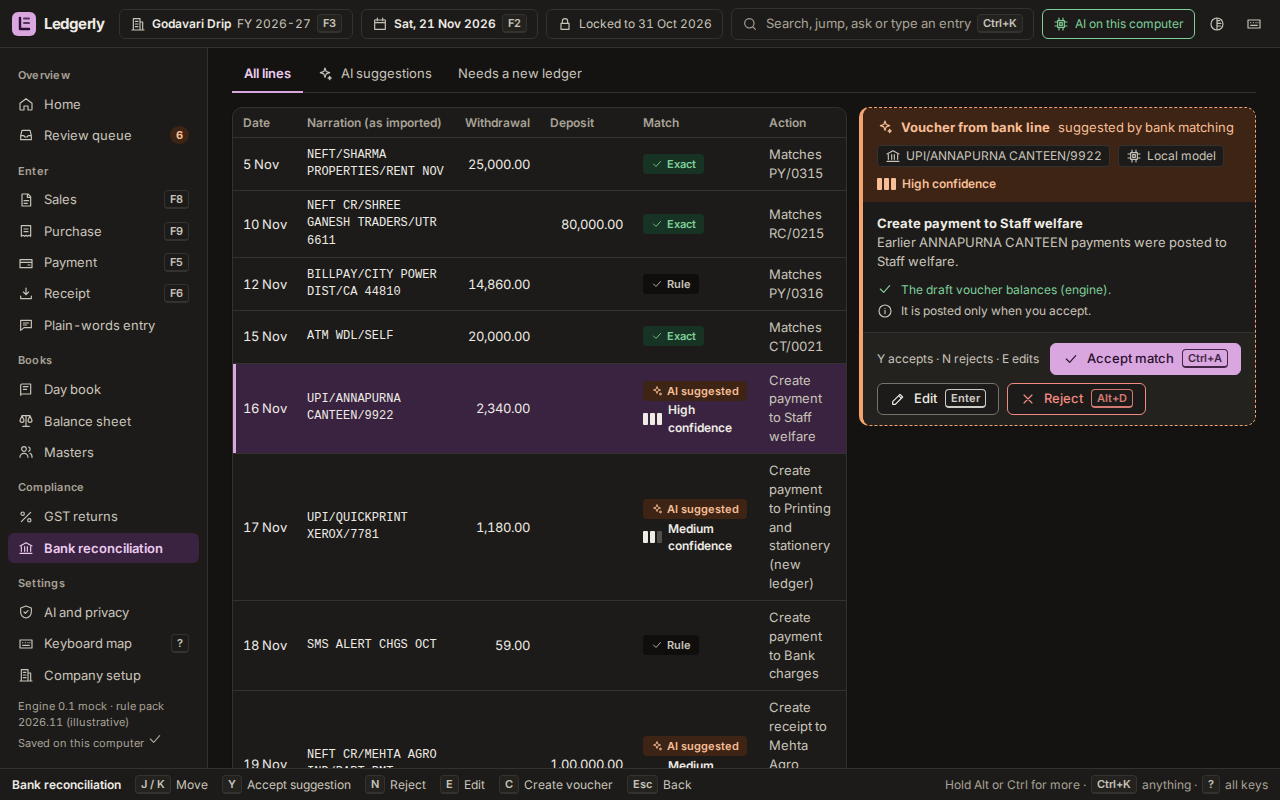 Ledgerly
Godavari Drip FY 2026-27 F3
Sat, 21 Nov 2026 F2
Locked to 31 Oct 2026
Search, jump, ask or type an entry Ctrl+K
AI on this computer
Overview
Home
Review queue 6
Enter
Sales F8
Purchase F9
Payment F5
Receipt F6
Plain-words entry
Books
Day book
Balance sheet
Masters
Compliance
GST returns
Bank reconciliation
Settings
AI and privacy
Keyboard map ?
Company setup
Engine 0.1 mock · rule pack
2026.11 (illustrative)
Saved on this computer
All lines
AI suggestions
Needs a new ledger
Date Narration (as imported) Withdrawal Deposit Match Action
5 Nov
NEFT/SHARMA
PROPERTIES/RENT NOV
25,000.00
Exact
Matches
PY/0315
10 Nov
NEFT CR/SHREE
GANESH TRADERS/UTR
6611
80,000.00
Exact
Matches
RC/0215
12 Nov
BILLPAY/CITY POWER
DIST/CA 44810
14,860.00
Rule
Matches
PY/0316
15 Nov
ATM WDL/SELF
20,000.00
Exact
Matches
CT/0021
16 Nov
UPI/ANNAPURNA
CANTEEN/9922
2,340.00
AI suggested
High
confidence
Create
payment
to Staff
welfare
17 Nov
UPI/QUICKPRINT
XEROX/7781
1,180.00
AI suggested
Medium
confidence
Create
payment
to Printing
and
stationery
(new
ledger)
18 Nov
SMS ALERT CHGS OCT
59.00
Rule
Create
payment
to Bank
charges
19 Nov
NEFT CR/MEHTA AGRO
IND/PART PMT
1,00,000.00
AI suggested
Medium
Create
receipt to
Mehta
Agro
Voucher from bank line suggested by bank matching
UPI/ANNAPURNA CANTEEN/9922
Local model
High confidence
Create payment to Staff welfare
Earlier ANNAPURNA CANTEEN payments were posted to
Staff welfare.
The draft voucher balances (engine).
It is posted only when you accept.
Y accepts · N rejects · E edits
Accept match Ctrl+A
Edit Enter
Reject Alt+D
Bank reconciliation J / K Move Y Accept suggestion N Reject E Edit C Create voucher Esc Back
Hold Alt or Ctrl for more · Ctrl+K anything · ? all keys